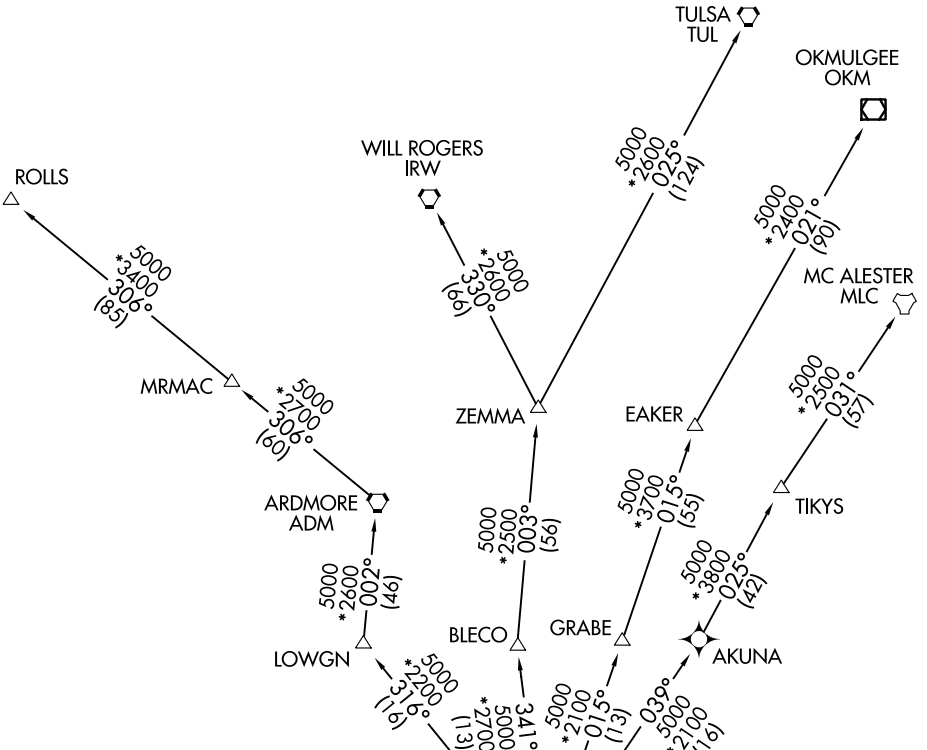 TULSA
TUL
OKMULGEE
OKM
WILL ROGERS
IRW
ROLLS
5000
*2600
025°
(124)
5000
*2400
021°
(90)
5000
*3400
306°
(85)
5000
*2600
330°
(66)
MC ALESTER
MLC
MRMAC
5000
*2700
306°
(60)
ZEMMA
EAKER
5000
*2500
031°
(57)
ARDMORE
ADM
5000
*2500
003°
(56)
5000
*3700
015°
(55)
TIKYS
5000
*2600
002°
(46)
5000
*3800
025°
(42)
LOWGN
BLECO
GRABE
AKUNA
5000
*2200
316°
(16)
341°
5000
*2700
(13)
5000
*2100
015°
(13)
039°
5000
*2100
(16)